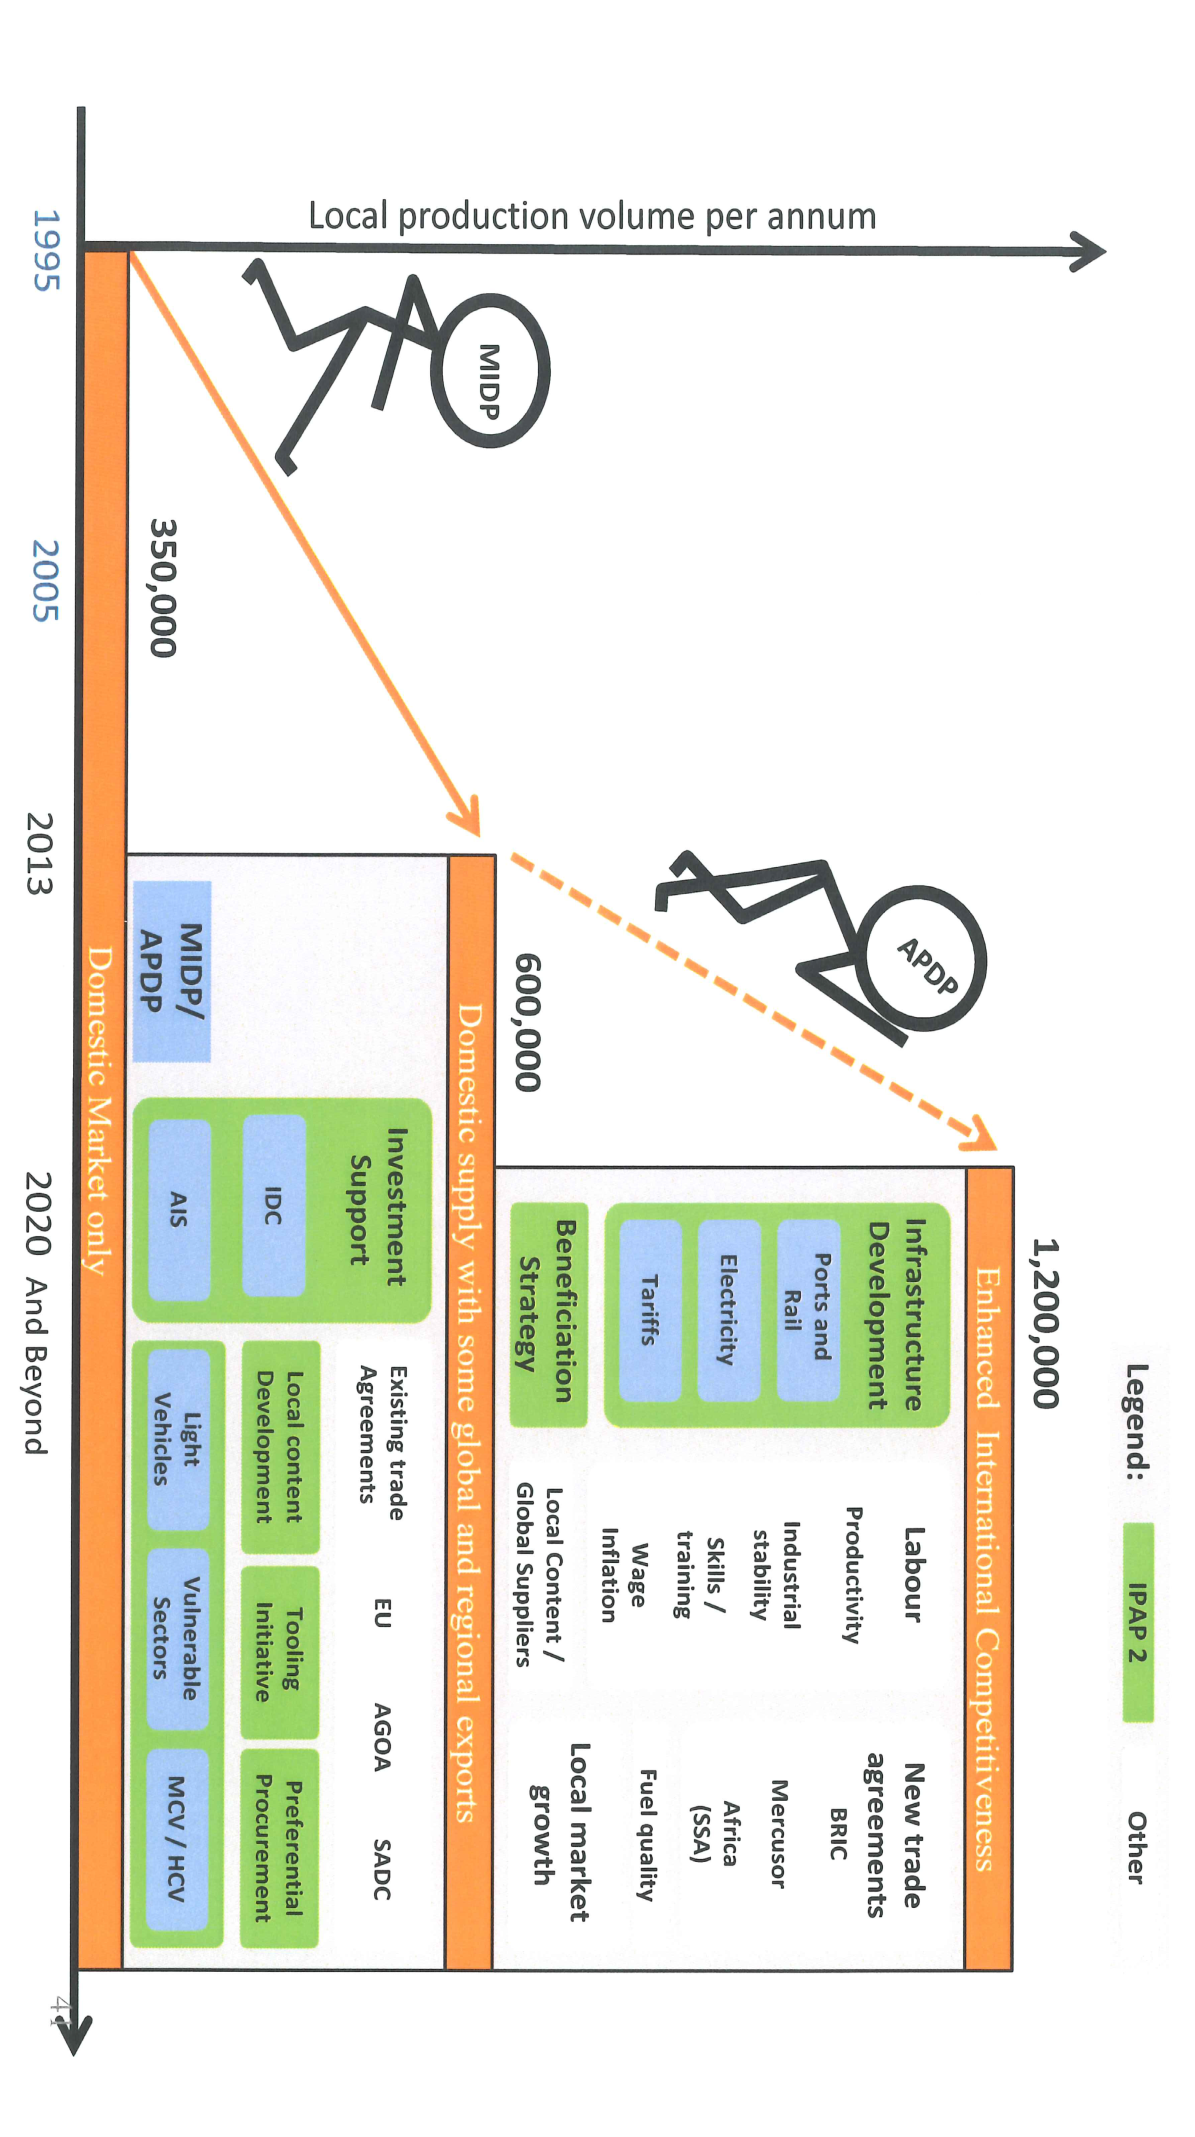 Legend:
IPAP 2
Other
Local production volume per annum
1,200,000
Enhanced International Competitiveness
APDP
Infrastructure
Development
Ports and
Rail
Electricity
Tariffs
Beneficiation
Strategy
Labour
Productivity
Industrial
stability
Skills /
training
Wage
Inflation
Local Content /
Global Suppliers
New trade
agreements
BRIC
Mercusor
Africa
(SSA)
Fuel quality
Local market
growth
600,000
MIDP
Domestic supply with some global and regional exports
Investment
Support
IDC
AIS
MIDP/
APDP
Existing trade
Agreements
EU
AGOA
SADC
Local content
Development
Tooling
Initiative
Preferential
Procurement
Light
Vehicles
Vulnerable
Sectors
MCV / HCV
350,000
Domestic Market only
1995
2005
2013
2020 And Beyond
41